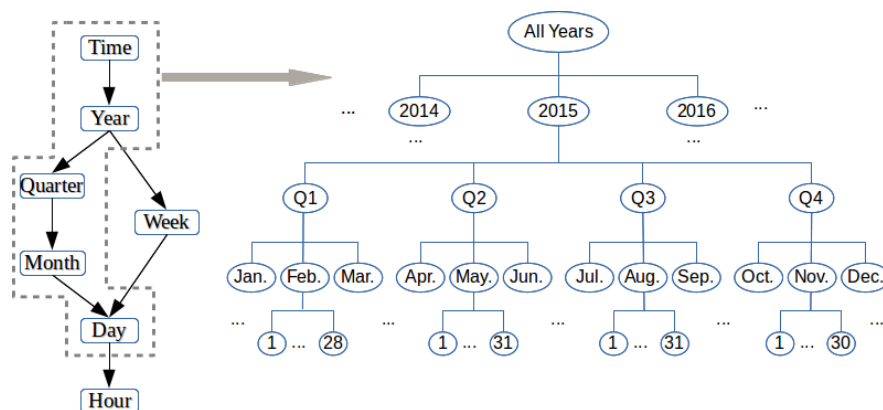 Time
Year
Quarter
Week
Month
Day
Hour
All Years
... 2014 2015 2016 ...
... ...
Q1 Q2 Q3 Q4
Jan. Feb. Mar. Apr. May. Jun. Jul. Aug. Sep. Oct. Nov. Dec.
... ... ... ... ...
1 ... 28 1 ... 31 1 ... 31 1 ... 30